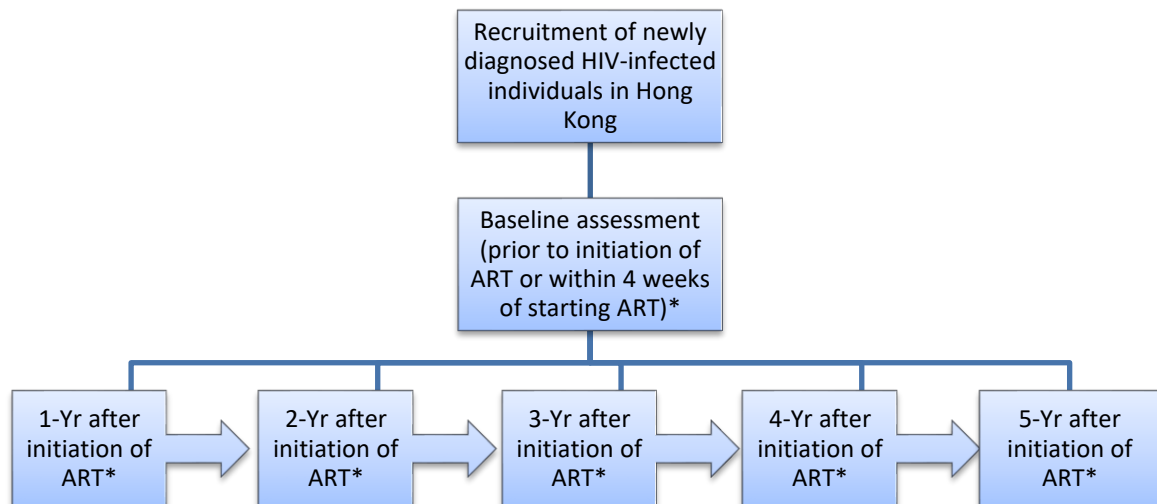 Recruitment of newly
diagnosed HIV-infected
individuals in Hong
Kong
Baseline assessment
(prior to initiation of
ART or within 4 weeks
of starting ART)*
1-Yr after
initiation of
ART*
2-Yr after
initiation of
ART*
3-Yr after
initiation of
ART*
4-Yr after
initiation of
ART*
5-Yr after
initiation of
ART*